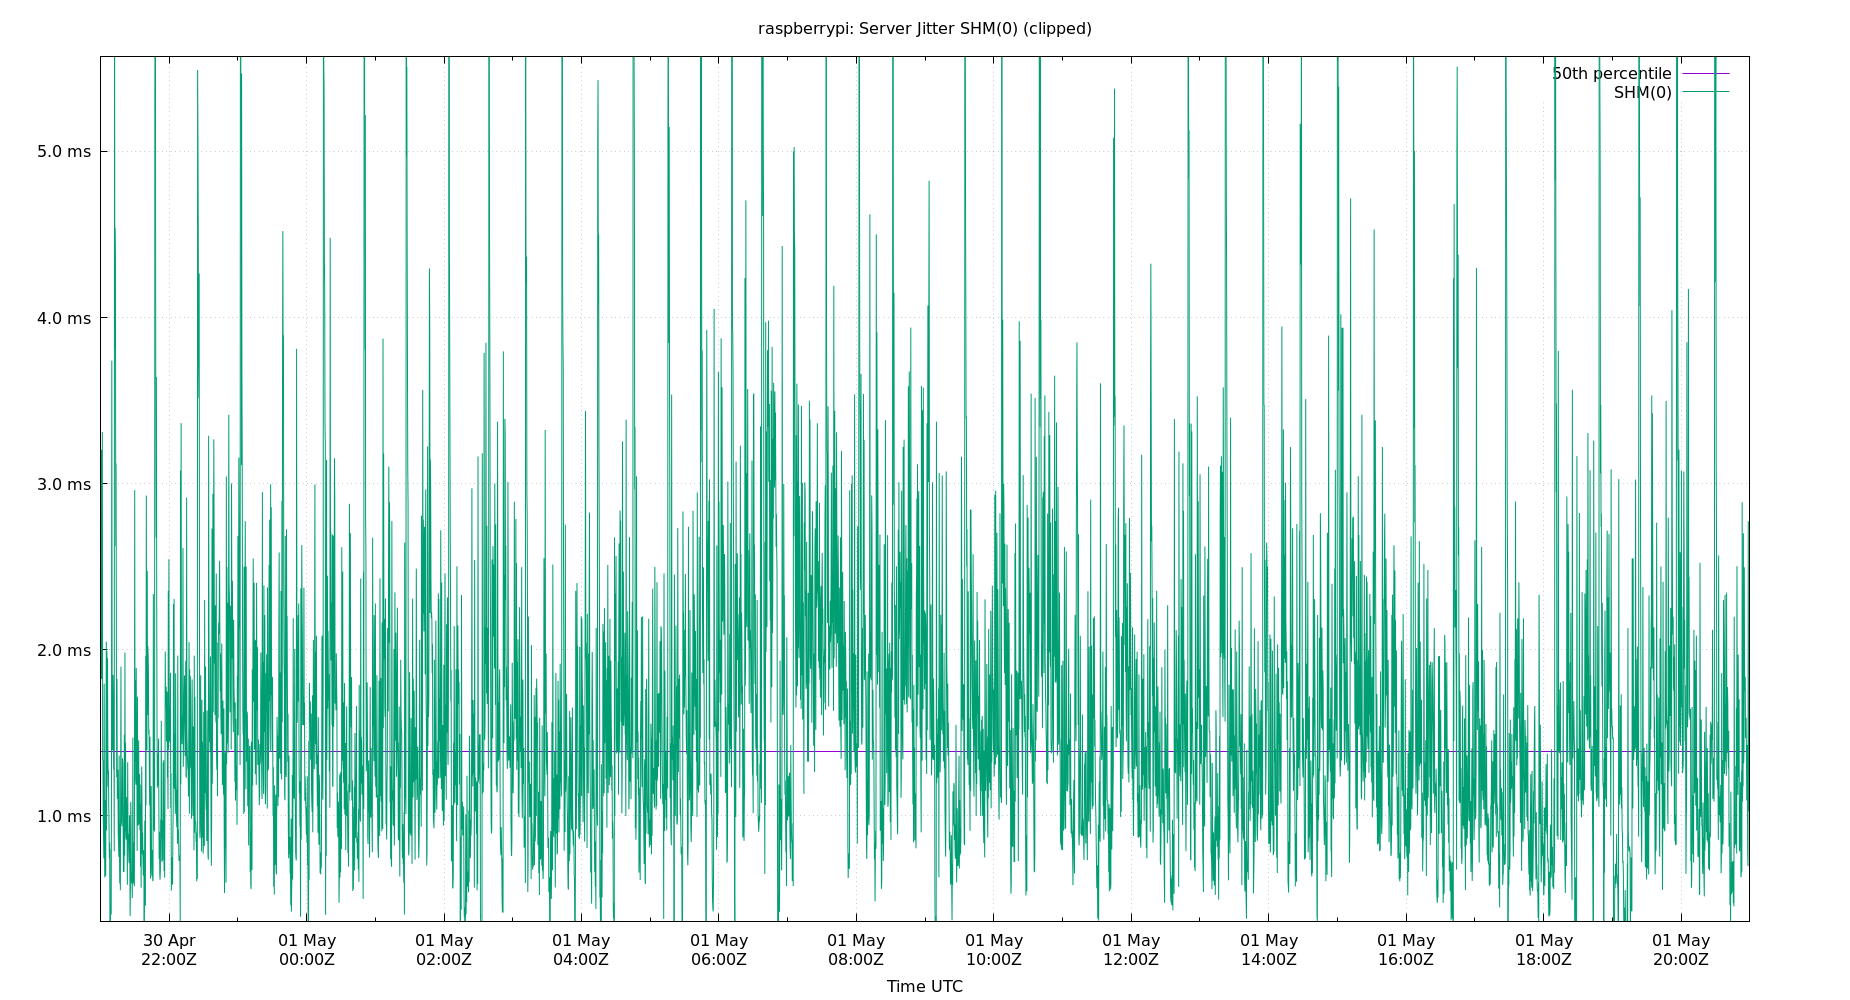 raspberrypi: Server Jitter SHM(0) (clipped)
50th percentile
SHM(0)
5.0 ms
4.0 ms
3.0 ms
2.0 ms
1.0 ms
30 Apr 01 May 01 May 01 May 01 May 01 May 01 May 01 May 01 May 01 May 01 May 01 May
22:00Z 00:00Z 02:00Z 04:00Z 06:00Z 08:00Z 10:00Z 12:00Z 14:00Z 16:00Z 18:00Z 20:00Z
Time UTC